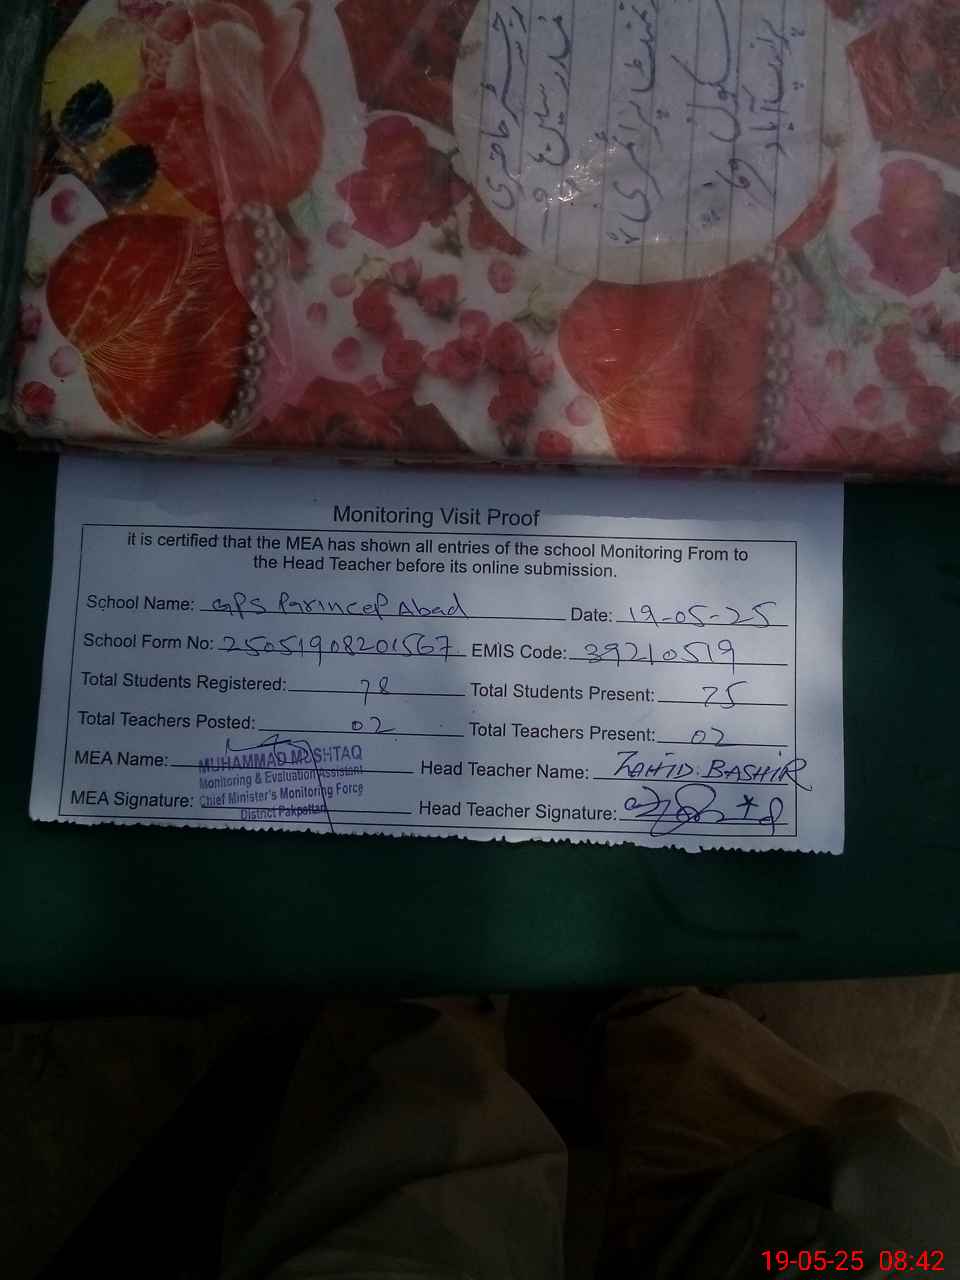 Monitoring Visit Proof
it is certified that the MEA has shown all entries of the school Monitoring From to
the Head Teacher before its online submission.
School Name: GPS Parincep Abad Date: 19-05-25
School Form No: 25051908201567 EMIS Code: 39210519
Total Students Registered: 78 Total Students Present: 75
Total Teachers Posted: 02 Total Teachers Present: 02
MEA Name: Head Teacher Name: ZAHID. BASHIR
MUHAMMAD MUSHTAQ
Monitoring & Evaluation Assistant
Chief Minister's Monitoring Force
District Pakpattan
MEA Signature: Head Teacher Signature:
19-05-25 08:42